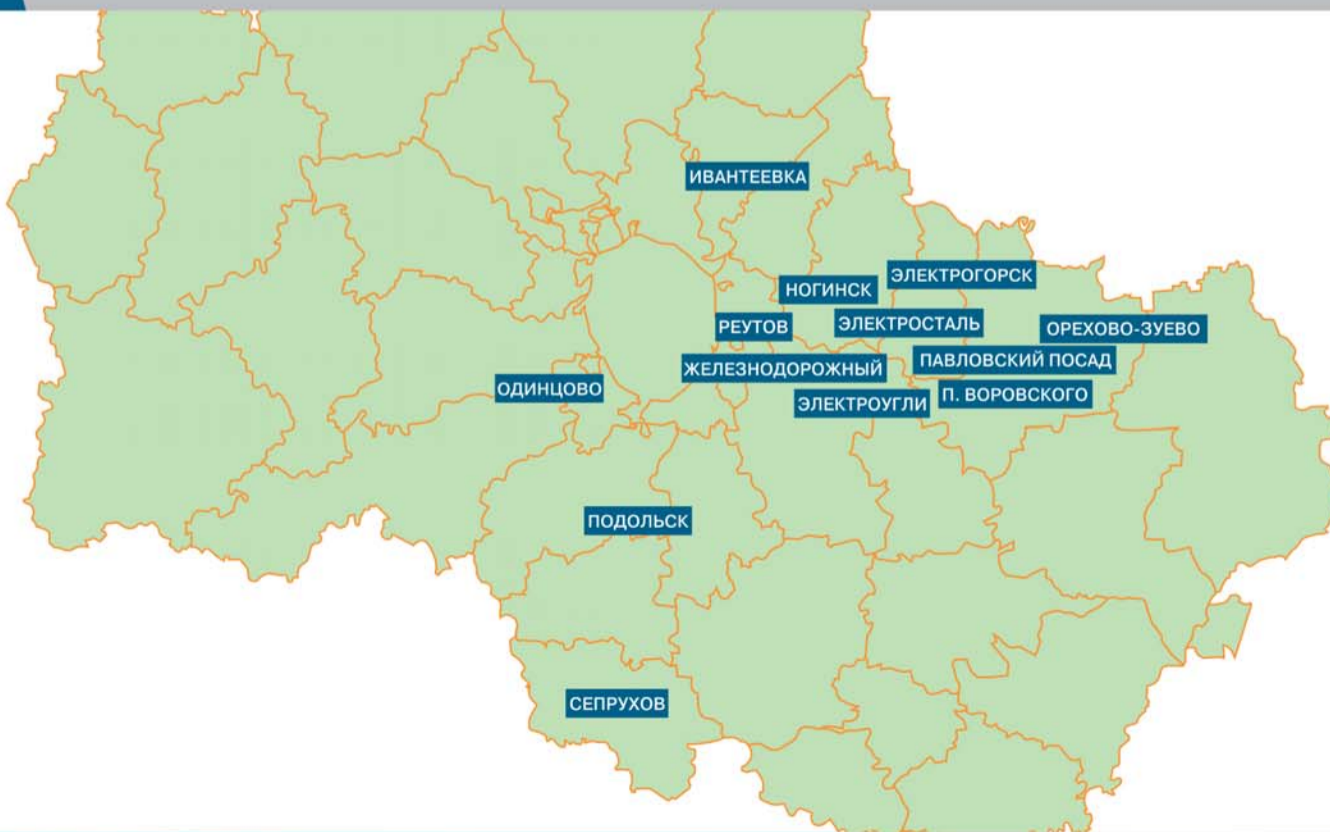 ИВАНТЕЕВКА
ЭЛЕКТРОГОРСК
НОГИНСК
РЕУТОВ
ЭЛЕКТРОСТАЛЬ
ОРЕХОВО-ЗУЕВО
ПАВЛОВСКИЙ ПОСАД
ЖЕЛЕЗНОДОРОЖНЫЙ
ОДИНЦОВО
П. ВОРОВСКОГО
ЭЛЕКТРОУГЛИ
ПОДОЛЬСК
СЕПРУХОВ